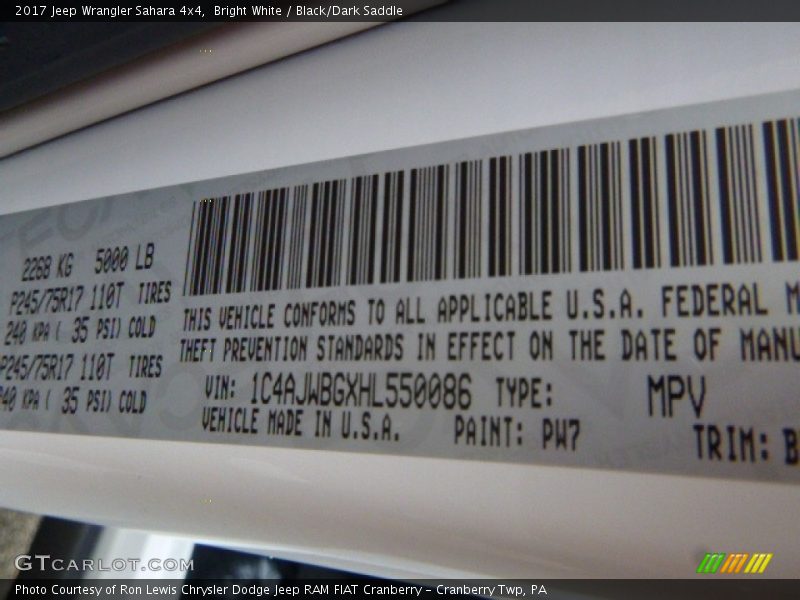 2017 Jeep Wrangler Sahara 4x4,  Bright White / Black/Dark Saddle
2268 KG 5000 LB
P245/75R17 110T TIRES
240 KPA ( 35 PSI) COLD
P245/75R17 110T TIRES
240 KPA ( 35 PSI) COLD
THIS VEHICLE CONFORMS TO ALL APPLICABLE U.S.A. FEDERAL M
THEFT PREVENTION STANDARDS IN EFFECT ON THE DATE OF MANU
VIN: 1C4AJWBGXHL550086 TYPE: MPV
VEHICLE MADE IN U.S.A. PAINT: PW7 TRIM: B
GTCARLOT.COM
Photo Courtesy of Ron Lewis Chrysler Dodge Jeep RAM FIAT Cranberry – Cranberry Twp, PA